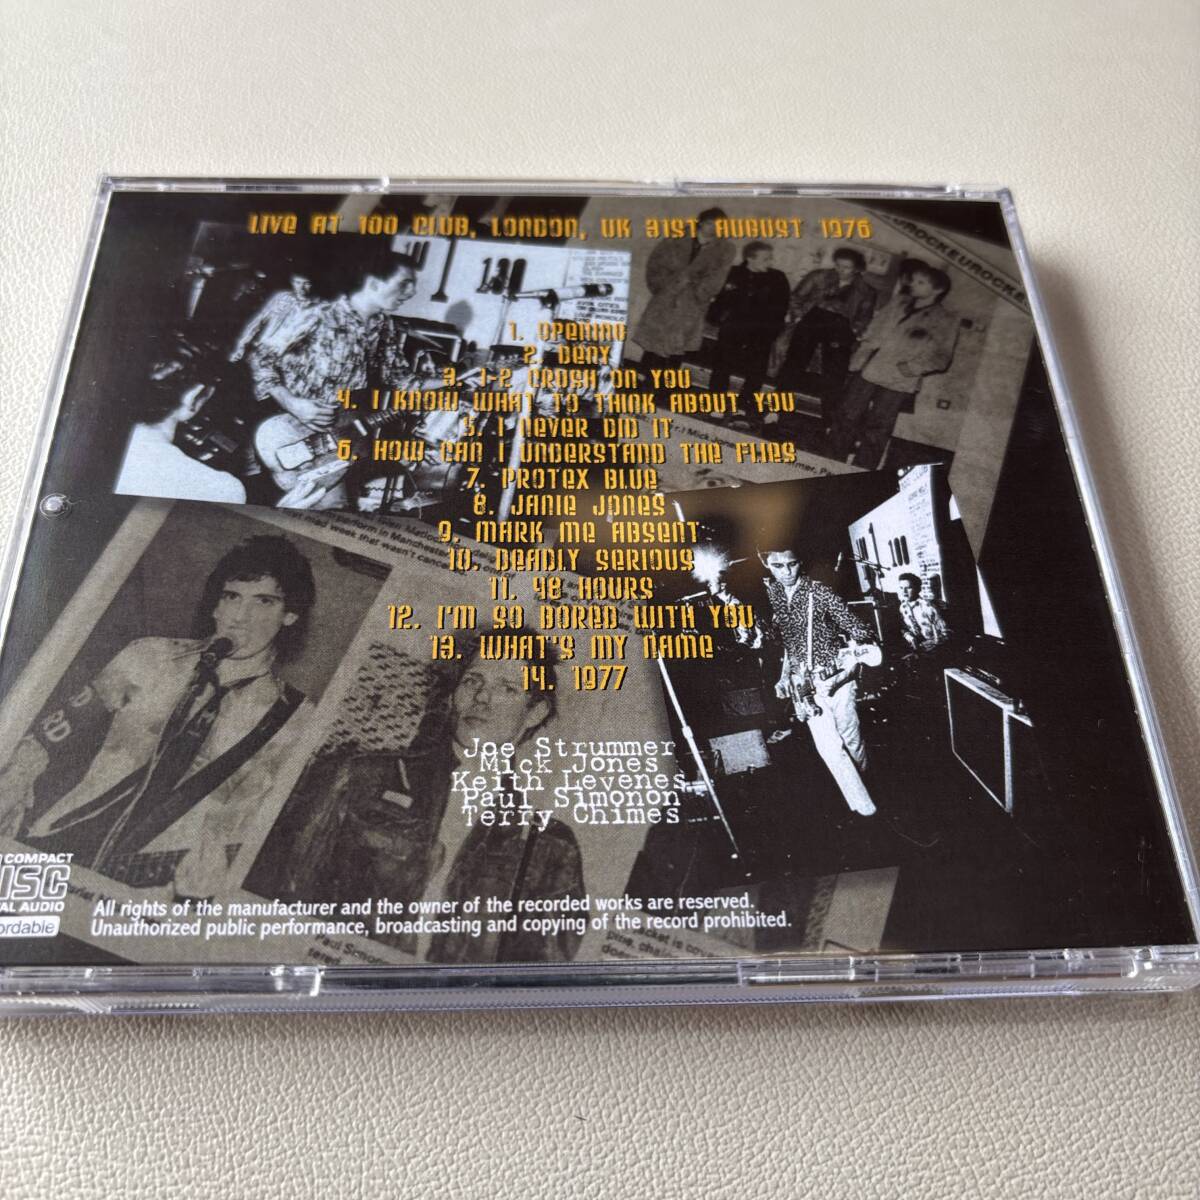 LIVE AT 100 CLUB, LONDON, UK 31ST AUGUST 1976
1. OPENING
2. DENY
3. 1-2 CRUSH ON YOU
4. I KNOW WHAT TO THINK ABOUT YOU
5. I NEVER DID IT
6. HOW CAN I UNDERSTAND THE FLIES
7. PROTEX BLUE
8. JANIE JONES
9. MARK ME ABSENT
10. DEADLY SERIOUS
11. 48 HOURS
12. I'M SO BORED WITH YOU
13. WHAT'S MY NAME
14. 1977
Joe Strummer
Mick Jones
Keith Levenes
Paul Simonon
Terry Chimes
COMPACT
DISC
AL AUDIO
ordable
All rights of the manufacturer and the owner of the recorded works are reserved.
Unauthorized public performance, broadcasting and copying of the record prohibited.